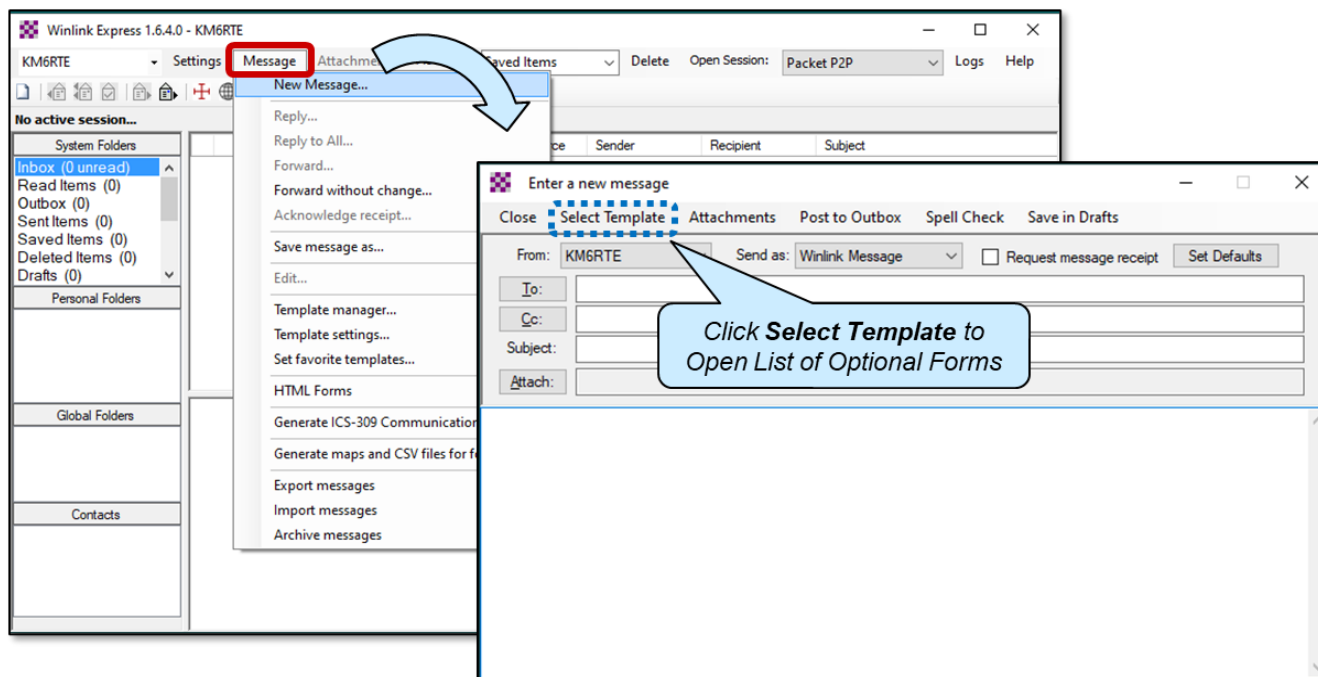 Winlink Express 1.6.4.0 - KM6RTE
KM6RTE Settings Message Saved Items Delete Open Session: Packet P2P Logs Help
No active session...
System Folders
Inbox (0 unread)
Read Items (0)
Outbox (0)
Sent Items (0)
Saved Items (0)
Deleted Items (0)
Drafts (0)
Personal Folders
Global Folders
Contacts
New Message...
Reply...
Reply to All...
Forward...
Forward without change...
Acknowledge receipt...
Save message as...
Edit...
Template manager...
Template settings...
Set favorite templates...
HTML Forms
Generate ICS-309 Communication
Generate maps and CSV files for
Export messages
Import messages
Archive messages
Sender Recipient Subject
Enter a new message
Close Select Template Attachments Post to Outbox Spell Check Save in Drafts
From: KM6RTE Send as: Winlink Message Request message receipt Set Defaults
To:
Cc:
Subject:
Attach:
Click Select Template to
Open List of Optional Forms